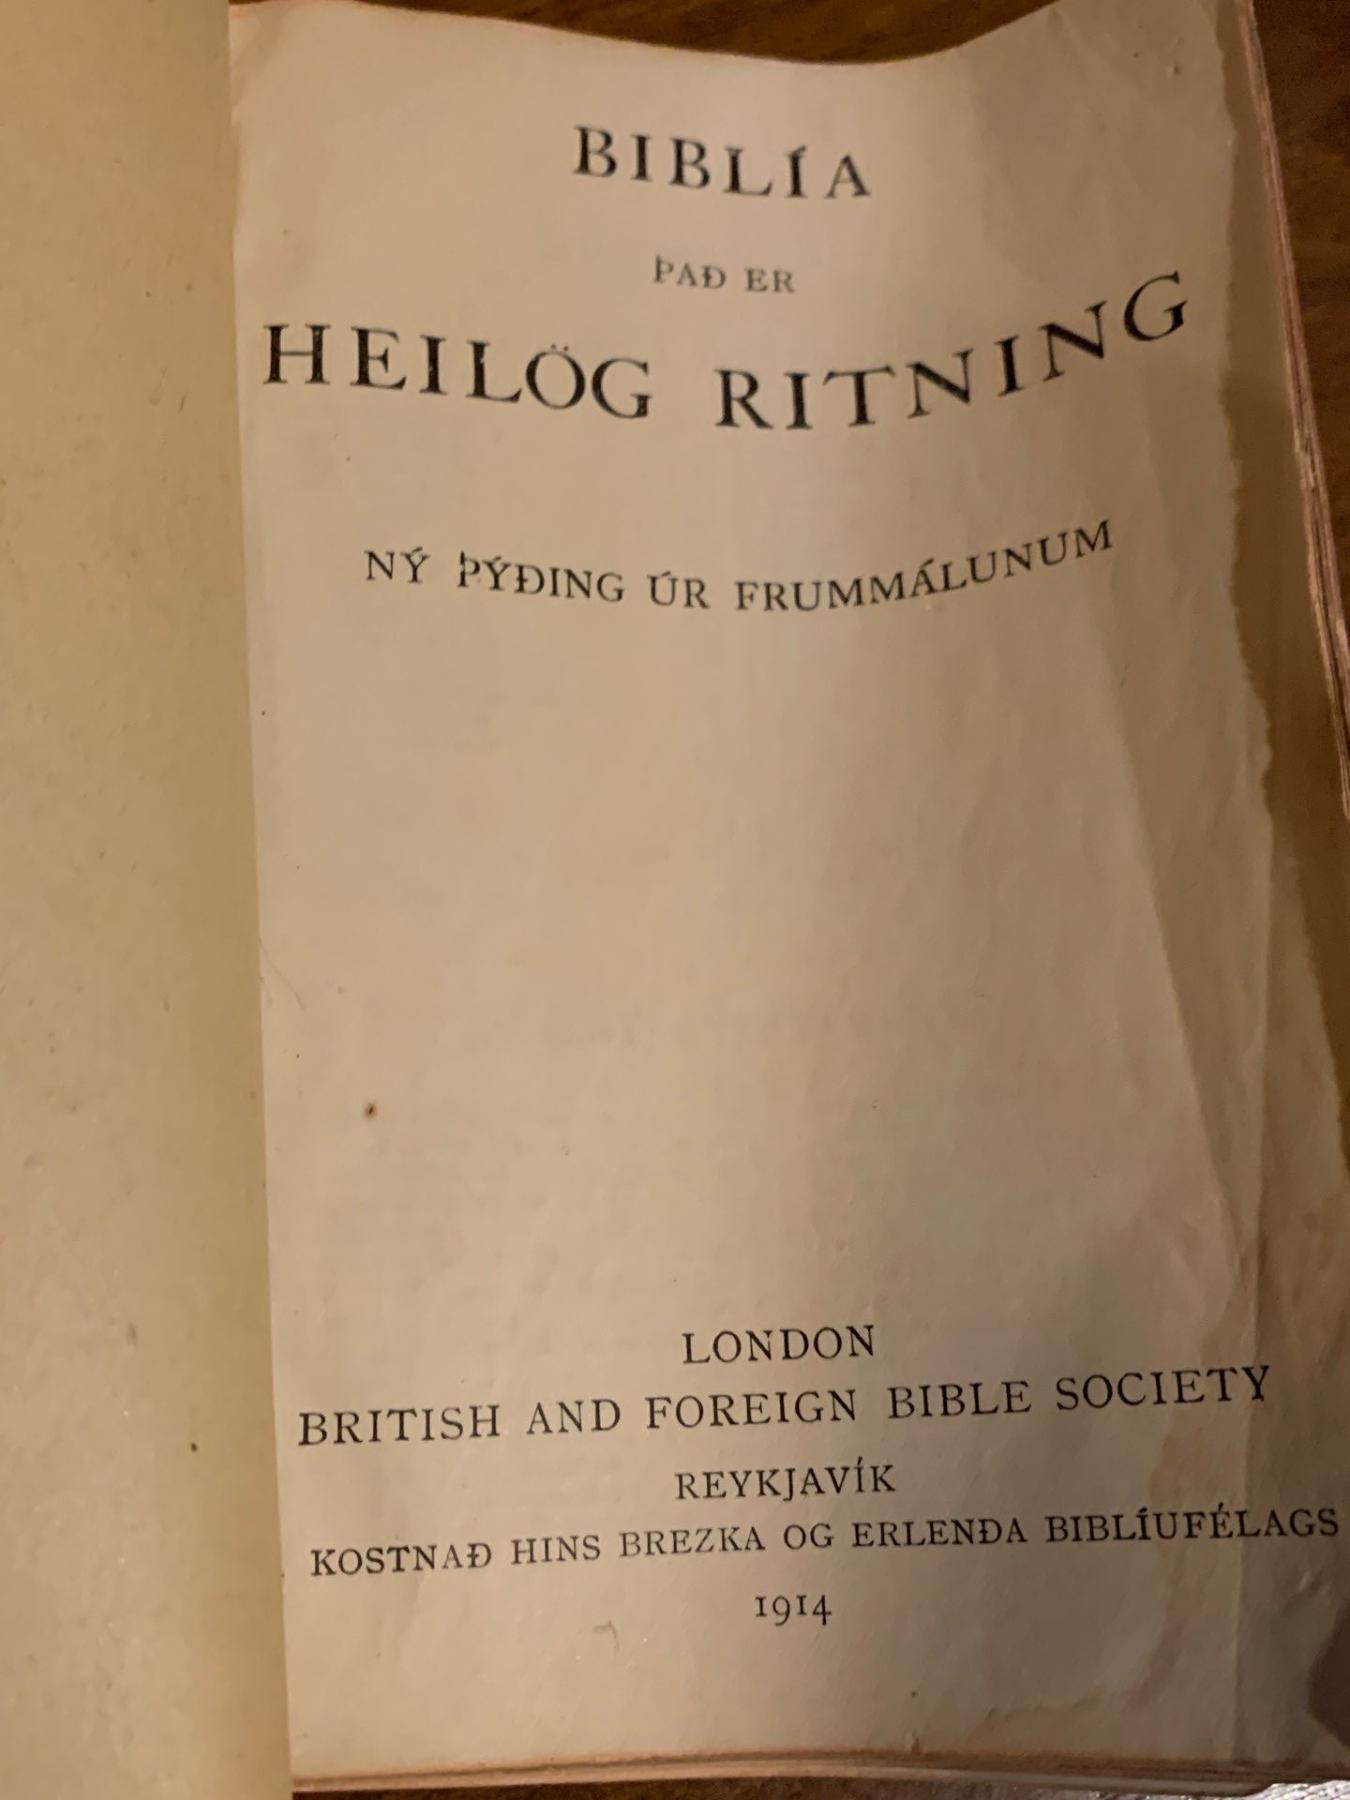 BIBLÍA
ÞAÐ ER
HEILÖG RITNING
NÝ ÞÝÐING ÚR FRUMMÁLUNUM
LONDON
BRITISH AND FOREIGN BIBLE SOCIETY
REYKJAVÍK
KOSTNAÐ HINS BREZKA OG ERLENÐA BIBLÍUFÉLAGS
1914